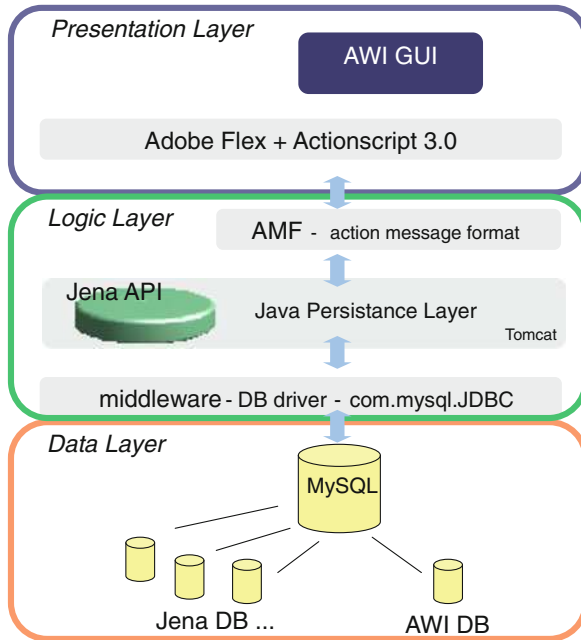 Presentation Layer
AWI GUI
Adobe Flex + Actionscript 3.0
Logic Layer
AMF - action message format
Jena API
Java Persistance Layer
Tomcat
middleware - DB driver - com.mysql.JDBC
Data Layer
MySQL
Jena DB ...
AWI DB